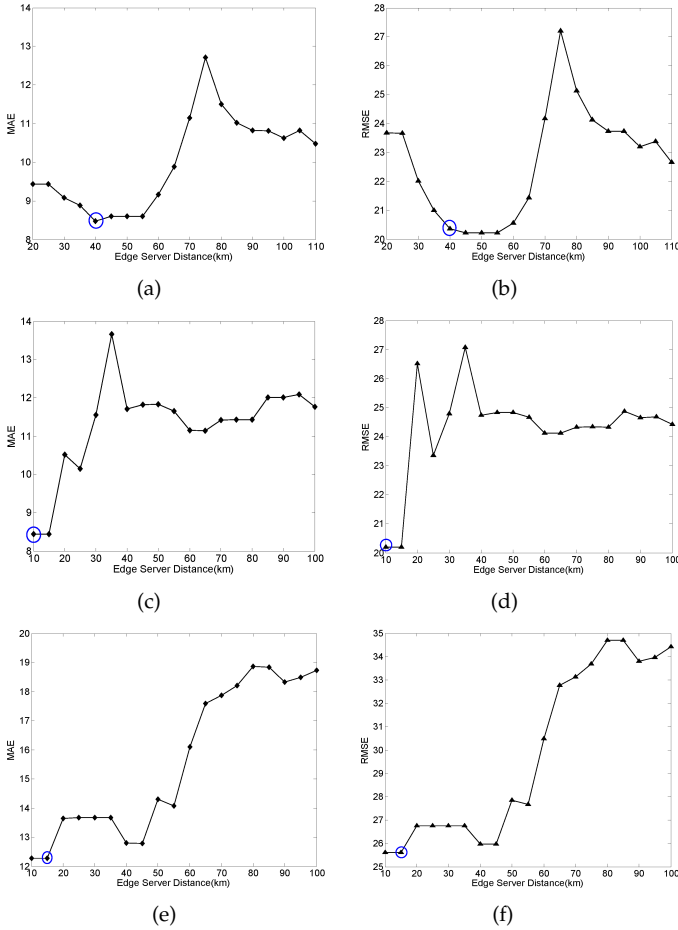 14
13
12
11
10
9
8
MAE
20 30 40 50 60 70 80 90 100 110
Edge Server Distance(km)
(a)
28
27
26
25
24
23
22
21
20
RMSE
20 30 40 50 60 70 80 90 100 110
Edge Server Distance(km)
(b)
14
13
12
11
10
9
8
MAE
10 20 30 40 50 60 70 80 90 100
Edge Server Distance(km)
(c)
28
27
26
25
24
23
22
21
20
RMSE
10 20 30 40 50 60 70 80 90 100
Edge Server Distance(km)
(d)
20
19
18
17
16
15
14
13
12
MAE
10 20 30 40 50 60 70 80 90 100
Edge Server Distance(km)
(e)
35
34
33
32
31
30
29
28
27
26
25
RMSE
10 20 30 40 50 60 70 80 90 100
Edge Server Distance(km)
(f)